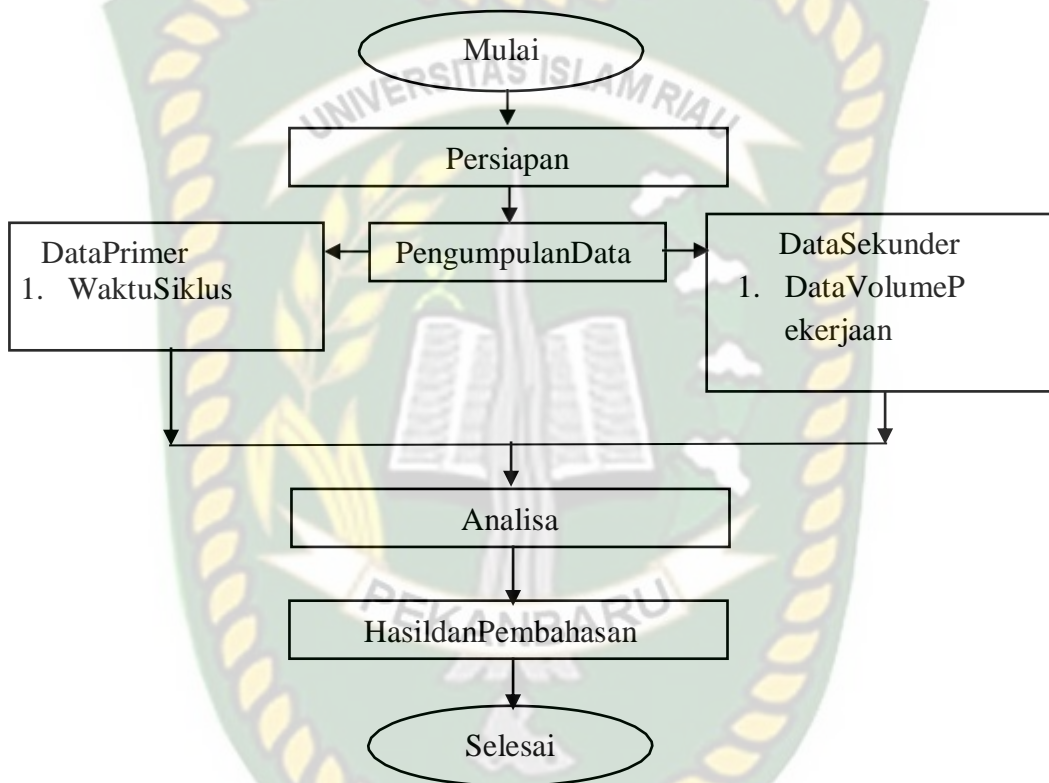 Mulai
UNIVERSITAS ISLAM RIAU
Persiapan
DataPrimer
1. WaktuSiklus
PengumpulanData
DataSekunder
1. DataVolumeP
ekerjaan
Analisa
PEKANBARU
HasildanPembahasan
Selesai